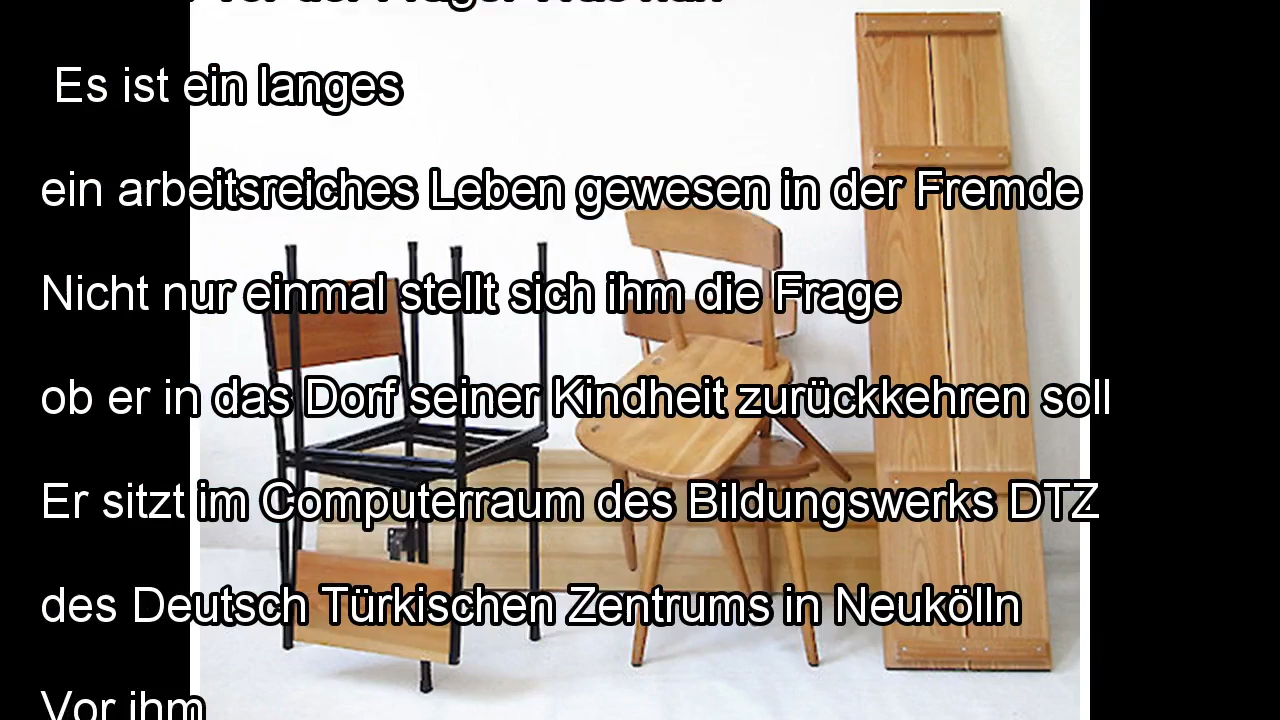 Es ist ein langes
ein arbeitsreiches Leben gewesen in der Fremde
Nicht nur einmal stellt sich ihm die Frage
ob er in das Dorf seiner Kindheit zurückkehren soll
Er sitzt im Computerraum des Bildungswerks DTZ
des Deutsch Türkischen Zentrums in Neukölln
Vor ihm